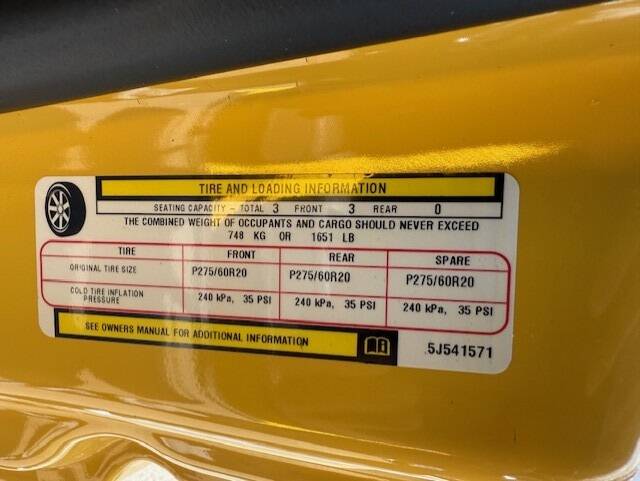 TIRE AND LOADING INFORMATION
SEATING CAPACITY - TOTAL 3 FRONT 3 REAR 0
THE COMBINED WEIGHT OF OCCUPANTS AND CARGO SHOULD NEVER EXCEED
748 KG OR 1651 LB
TIRE FRONT REAR SPARE
ORIGINAL TIRE SIZE P275/60R20 P275/60R20 P275/60R20
COLD TIRE INFLATION PRESSURE 240 kPa, 35 PSI 240 kPa, 35 PSI 240 kPa, 35 PSI
SEE OWNERS MANUAL FOR ADDITIONAL INFORMATION 5J541571